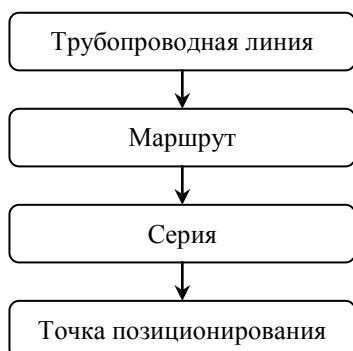 Трубопроводная линия
Маршрут
Серия
Точка позиционирования